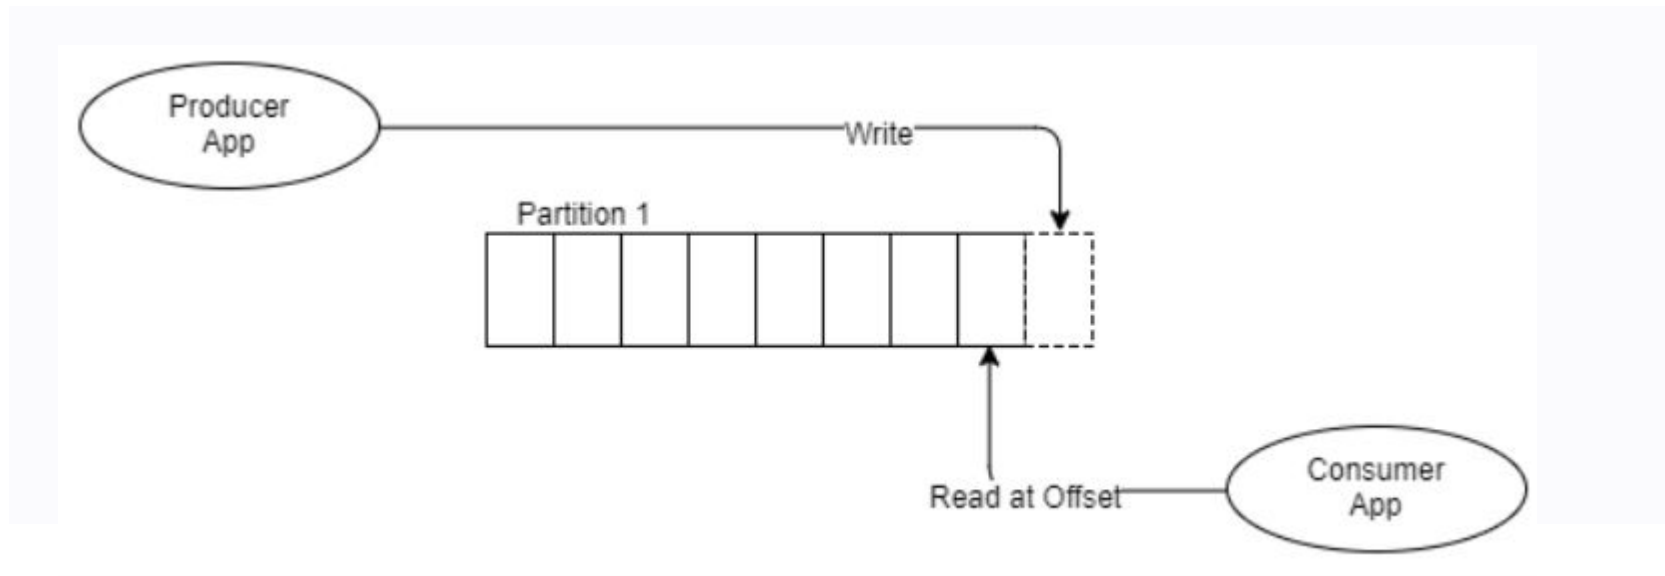 Producer
App
Write
Partition 1
Read at Offset
Consumer
App